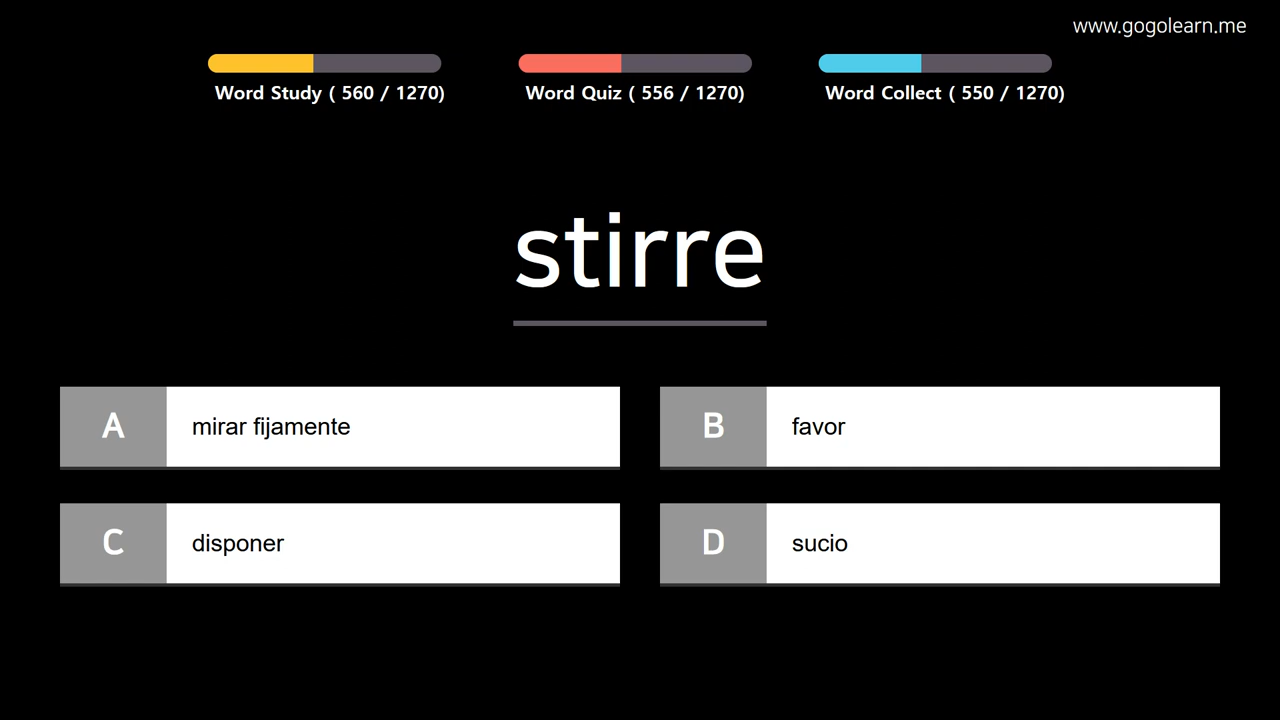 www.gogolearn.me
Word Study ( 560 / 1270)
Word Quiz ( 556 / 1270)
Word Collect ( 550 / 1270)
stirre
A
mirar fijamente
B
favor
C
disponer
D
sucio